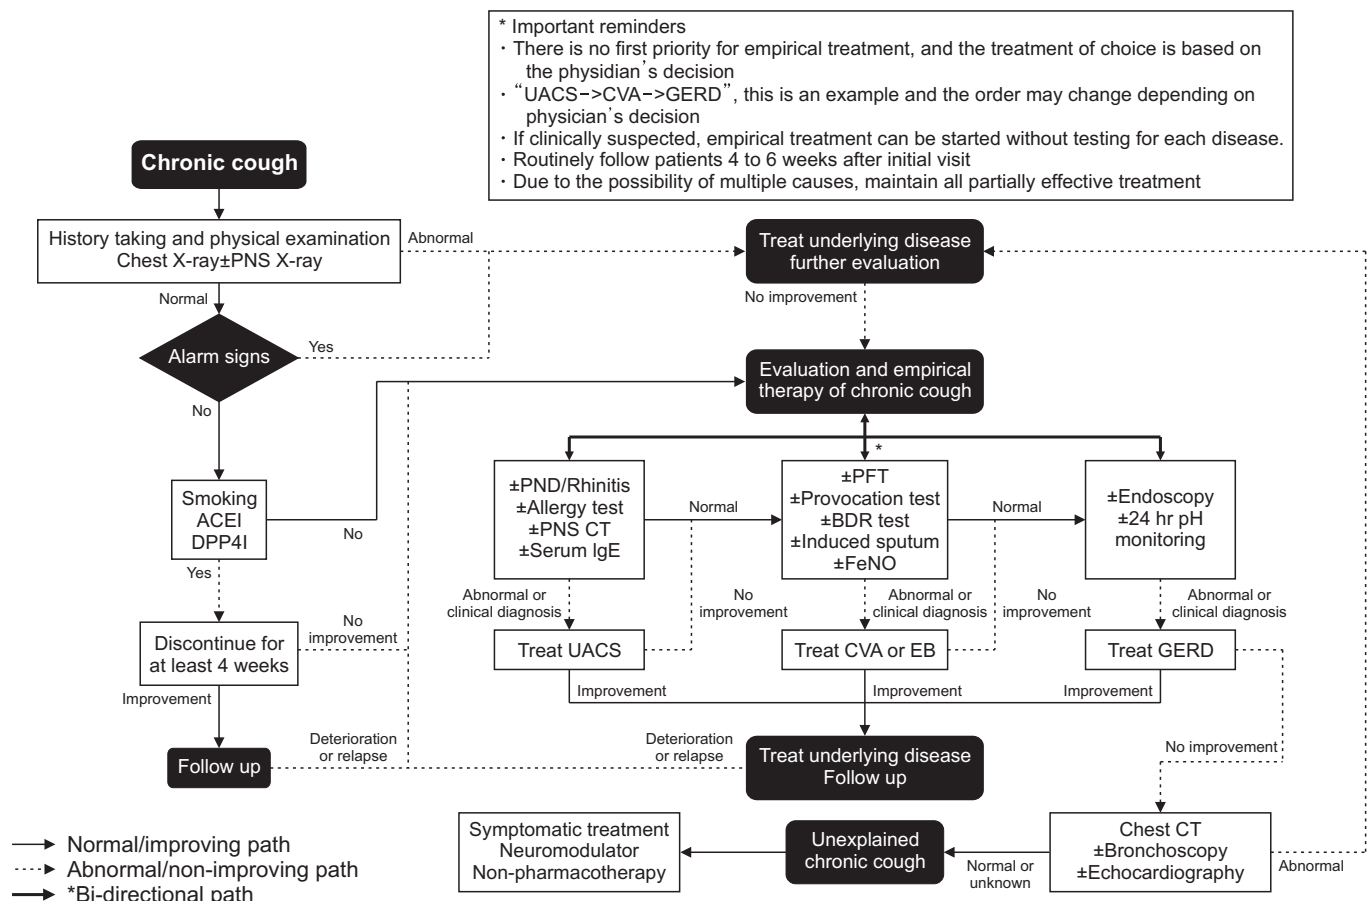 * Important reminders
· There is no first priority for empirical treatment, and the treatment of choice is based on
the physidian's decision
· “UACS->CVA->GERD”, this is an example and the order may change depending on
physician's decision
· If clinically suspected, empirical treatment can be started without testing for each disease.
· Routinely follow patients 4 to 6 weeks after initial visit
· Due to the possibility of multiple causes, maintain all partially effective treatment
Chronic cough
History taking and physical examination
Chest X-ray±PNS X-ray
Abnormal
Treat underlying disease
further evaluation
Normal
No improvement
Alarm signs
Yes
Evaluation and empirical
therapy of chronic cough
No
*
Smoking
ACEI
DPP4I
No
±PND/Rhinitis
±Allergy test
±PNS CT
±Serum IgE
Normal
±PFT
±Provocation test
±BDR test
±Induced sputum
±FeNO
Normal
±Endoscopy
±24 hr pH
monitoring
Yes
Abnormal or
clinical diagnosis
No
improvement
Abnormal or
clinical diagnosis
No
improvement
Abnormal or
clinical diagnosis
No
improvement
Discontinue for
at least 4 weeks
Treat UACS
Treat CVA or EB
Treat GERD
Improvement
Improvement
Improvement
Improvement
Follow up
Deterioration
or relapse
Deterioration
or relapse
Treat underlying disease
Follow up
No improvement
Symptomatic treatment
Neuromodulator
Non-pharmacotherapy
Unexplained
chronic cough
Normal or
unknown
Chest CT
±Bronchoscopy
±Echocardiography
Abnormal
Normal/improving path
Abnormal/non-improving path
*Bi-directional path